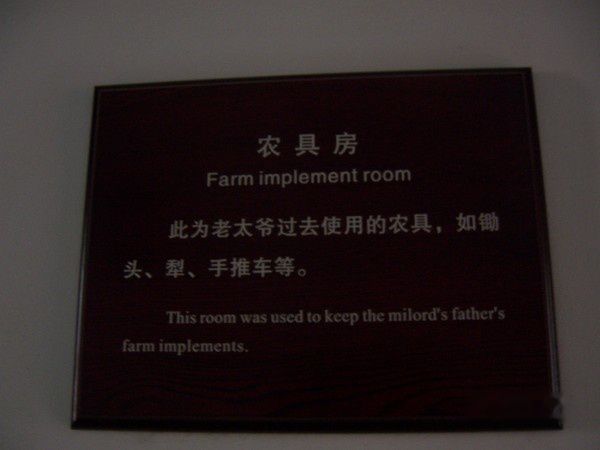 农具房
Farm implement room
此为老太爷过去使用的农具，如锄
头、犁、手推车等。
This room was used to keep the milord's father's
farm implements.